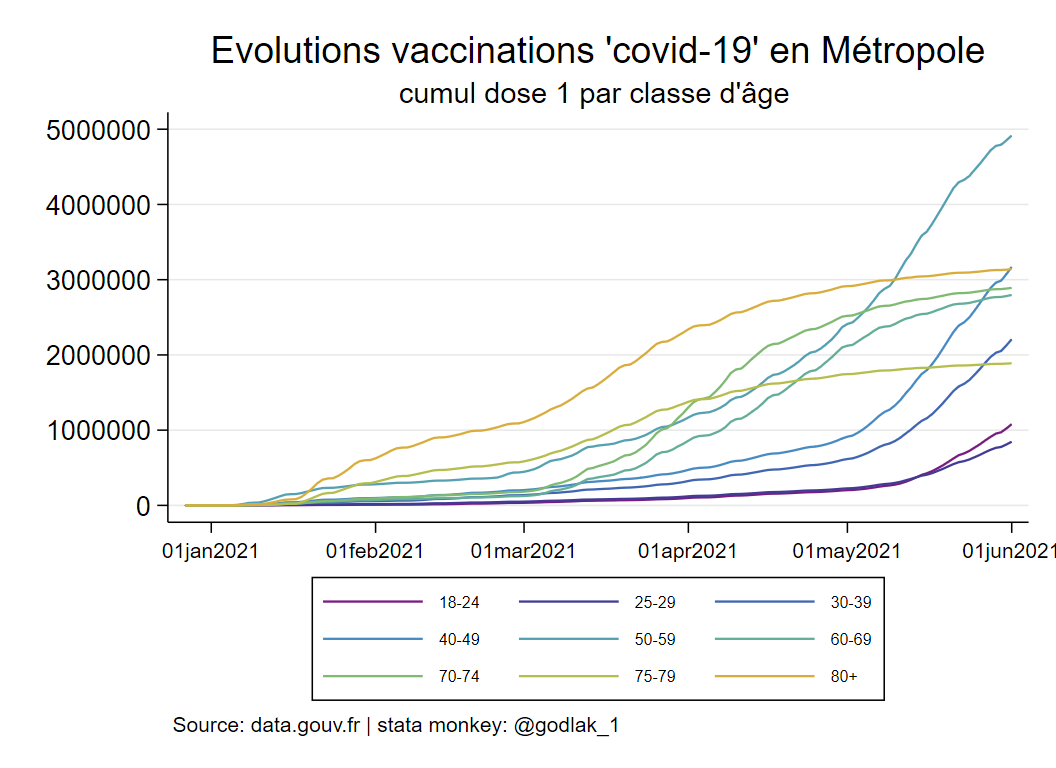 Evolutions vaccinations 'covid-19' en Métropole
cumul dose 1 par classe d'âge
5000000
4000000
3000000
2000000
1000000
0
01jan2021 01feb2021 01mar2021 01apr2021 01may2021 01jun2021
18-24 25-29 30-39
40-49 50-59 60-69
70-74 75-79 80+
Source: data.gouv.fr | stata monkey: @godlak_1